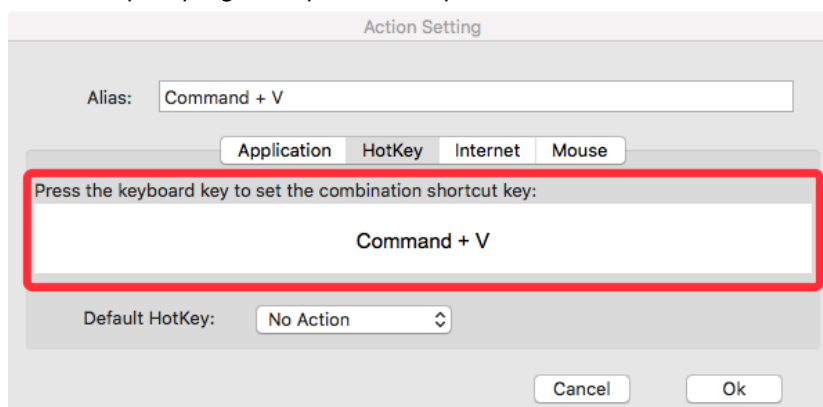 Action Setting
Alias: Command + V
Application HotKey Internet Mouse
Press the keyboard key to set the combination shortcut key:
Command + V
Default HotKey: No Action
Cancel Ok